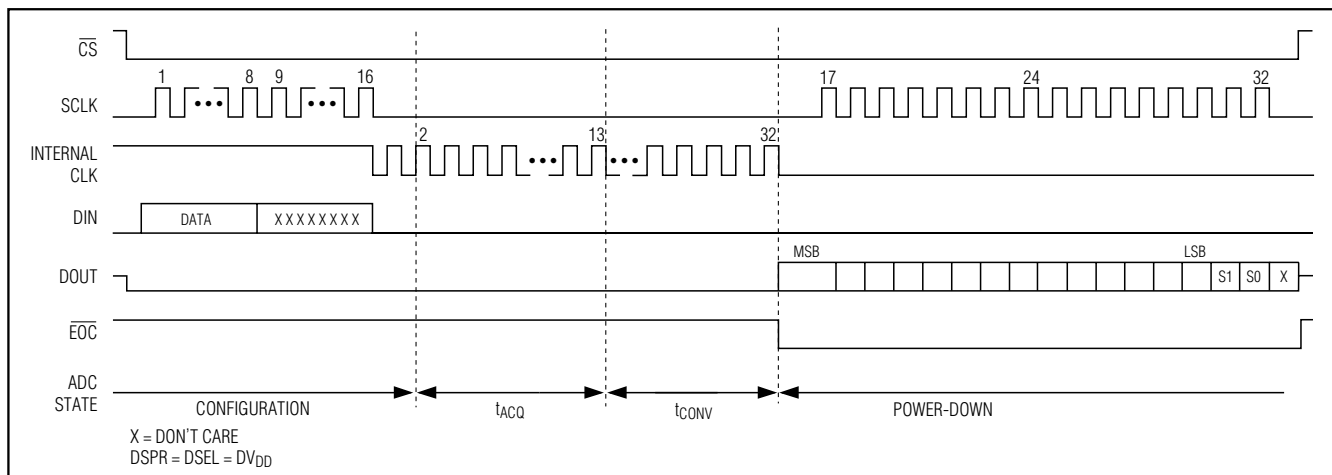 CS
1 8 9 16 17 24 32
SCLK
2 13 32
INTERNAL
CLK
DIN DATA X X X X X X X X
MSB LSB
DOUT S1 S0 X
EOC
ADC
STATE
CONFIGURATION tACQ tCONV POWER-DOWN
X = DON'T CARE
DSPR = DSEL = DVDD